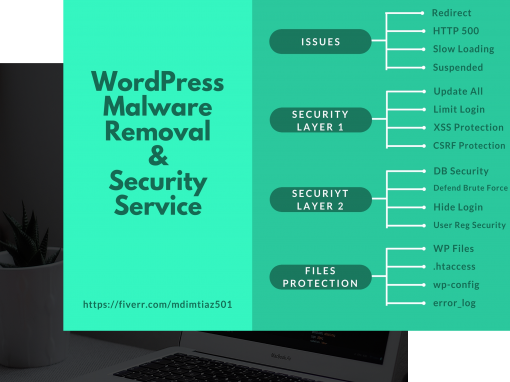 WordPress
Malware
Removal
&
Security
Service
https://fiverr.com/mdimtiaz501
ISSUES
Redirect
HTTP 500
Slow Loading
Suspended
SECURITY
LAYER 1
Update All
Limit Login
XSS Protection
CSRF Protection
SECURIYT
LAYER 2
DB Security
Defend Brute Force
Hide Login
User Reg Security
FILES
PROTECTION
WP Files
.htaccess
wp-config
error_log